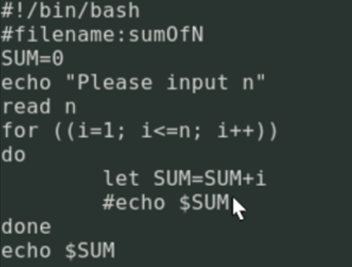 #!/bin/bash
#filename:sumOfN
SUM=0
echo "Please input n"
read n
for ((i=1; i<=n; i++))
do
        let SUM=SUM+i
        #echo $SUM
done
echo $SUM